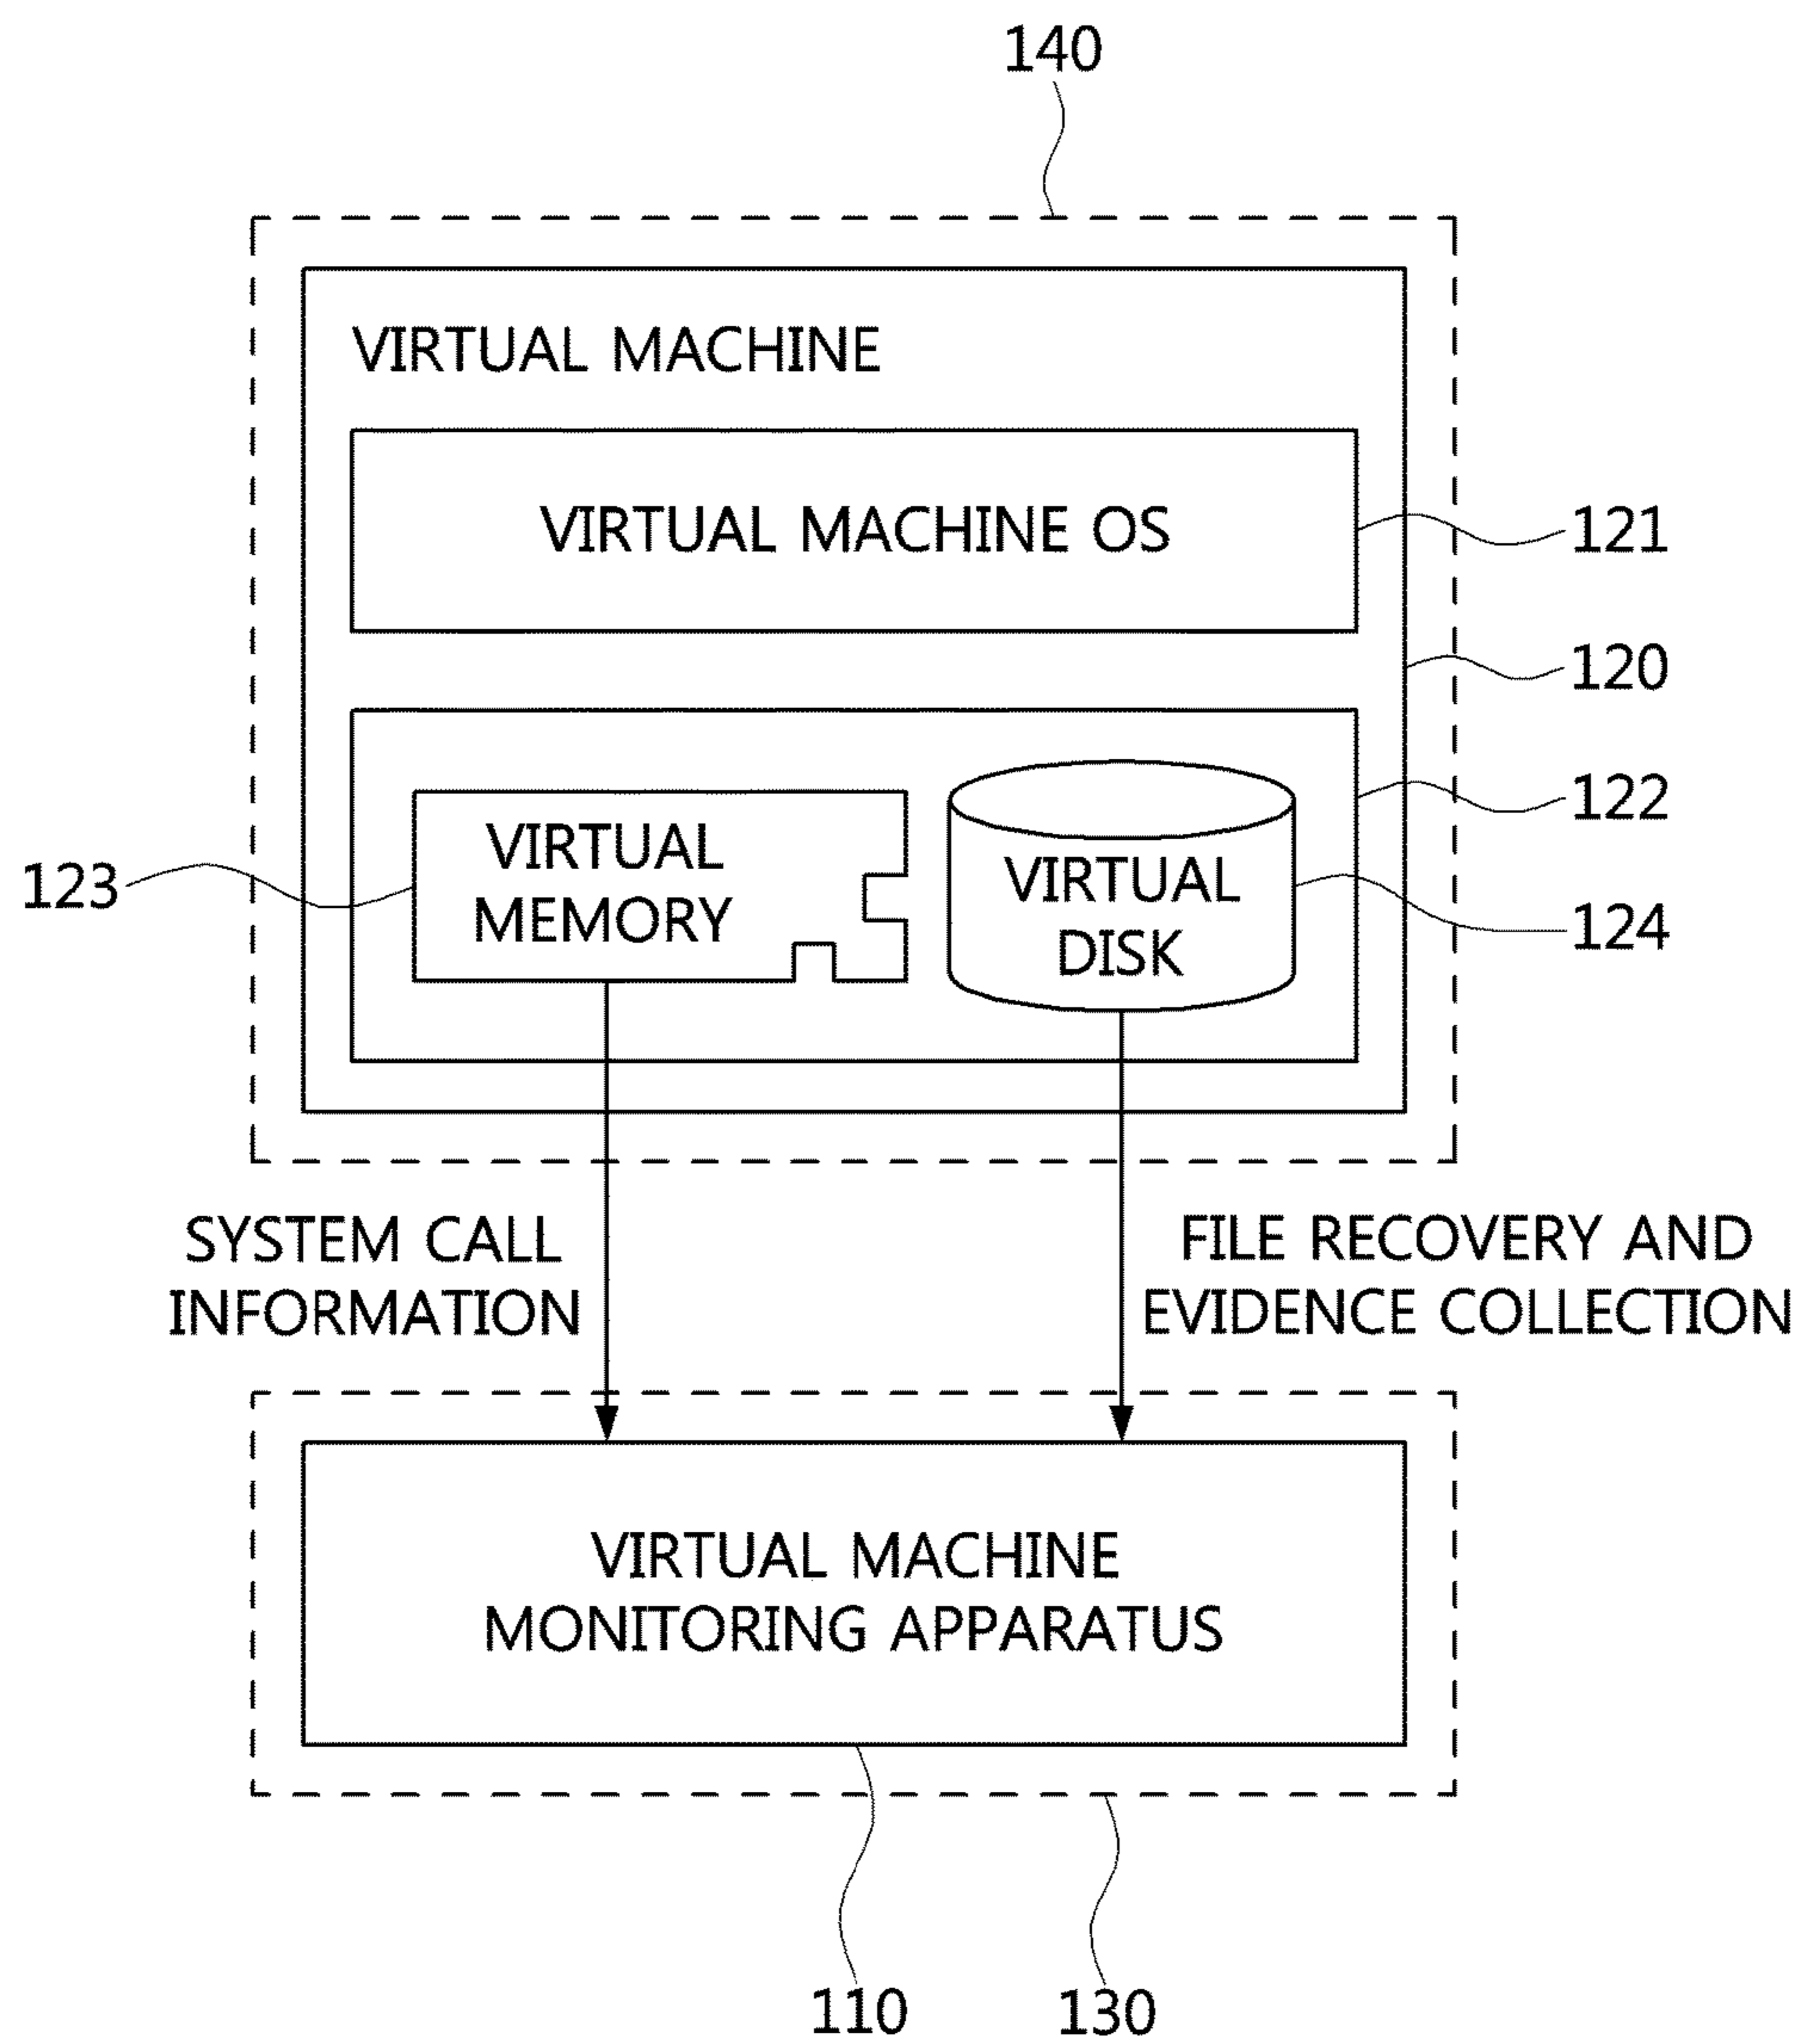 140
VIRTUAL MACHINE
VIRTUAL MACHINE OS
121
120
122
VIRTUAL
MEMORY
123
VIRTUAL
DISK
124
SYSTEM CALL
INFORMATION
FILE RECOVERY AND
EVIDENCE COLLECTION
VIRTUAL MACHINE
MONITORING APPARATUS
110
130